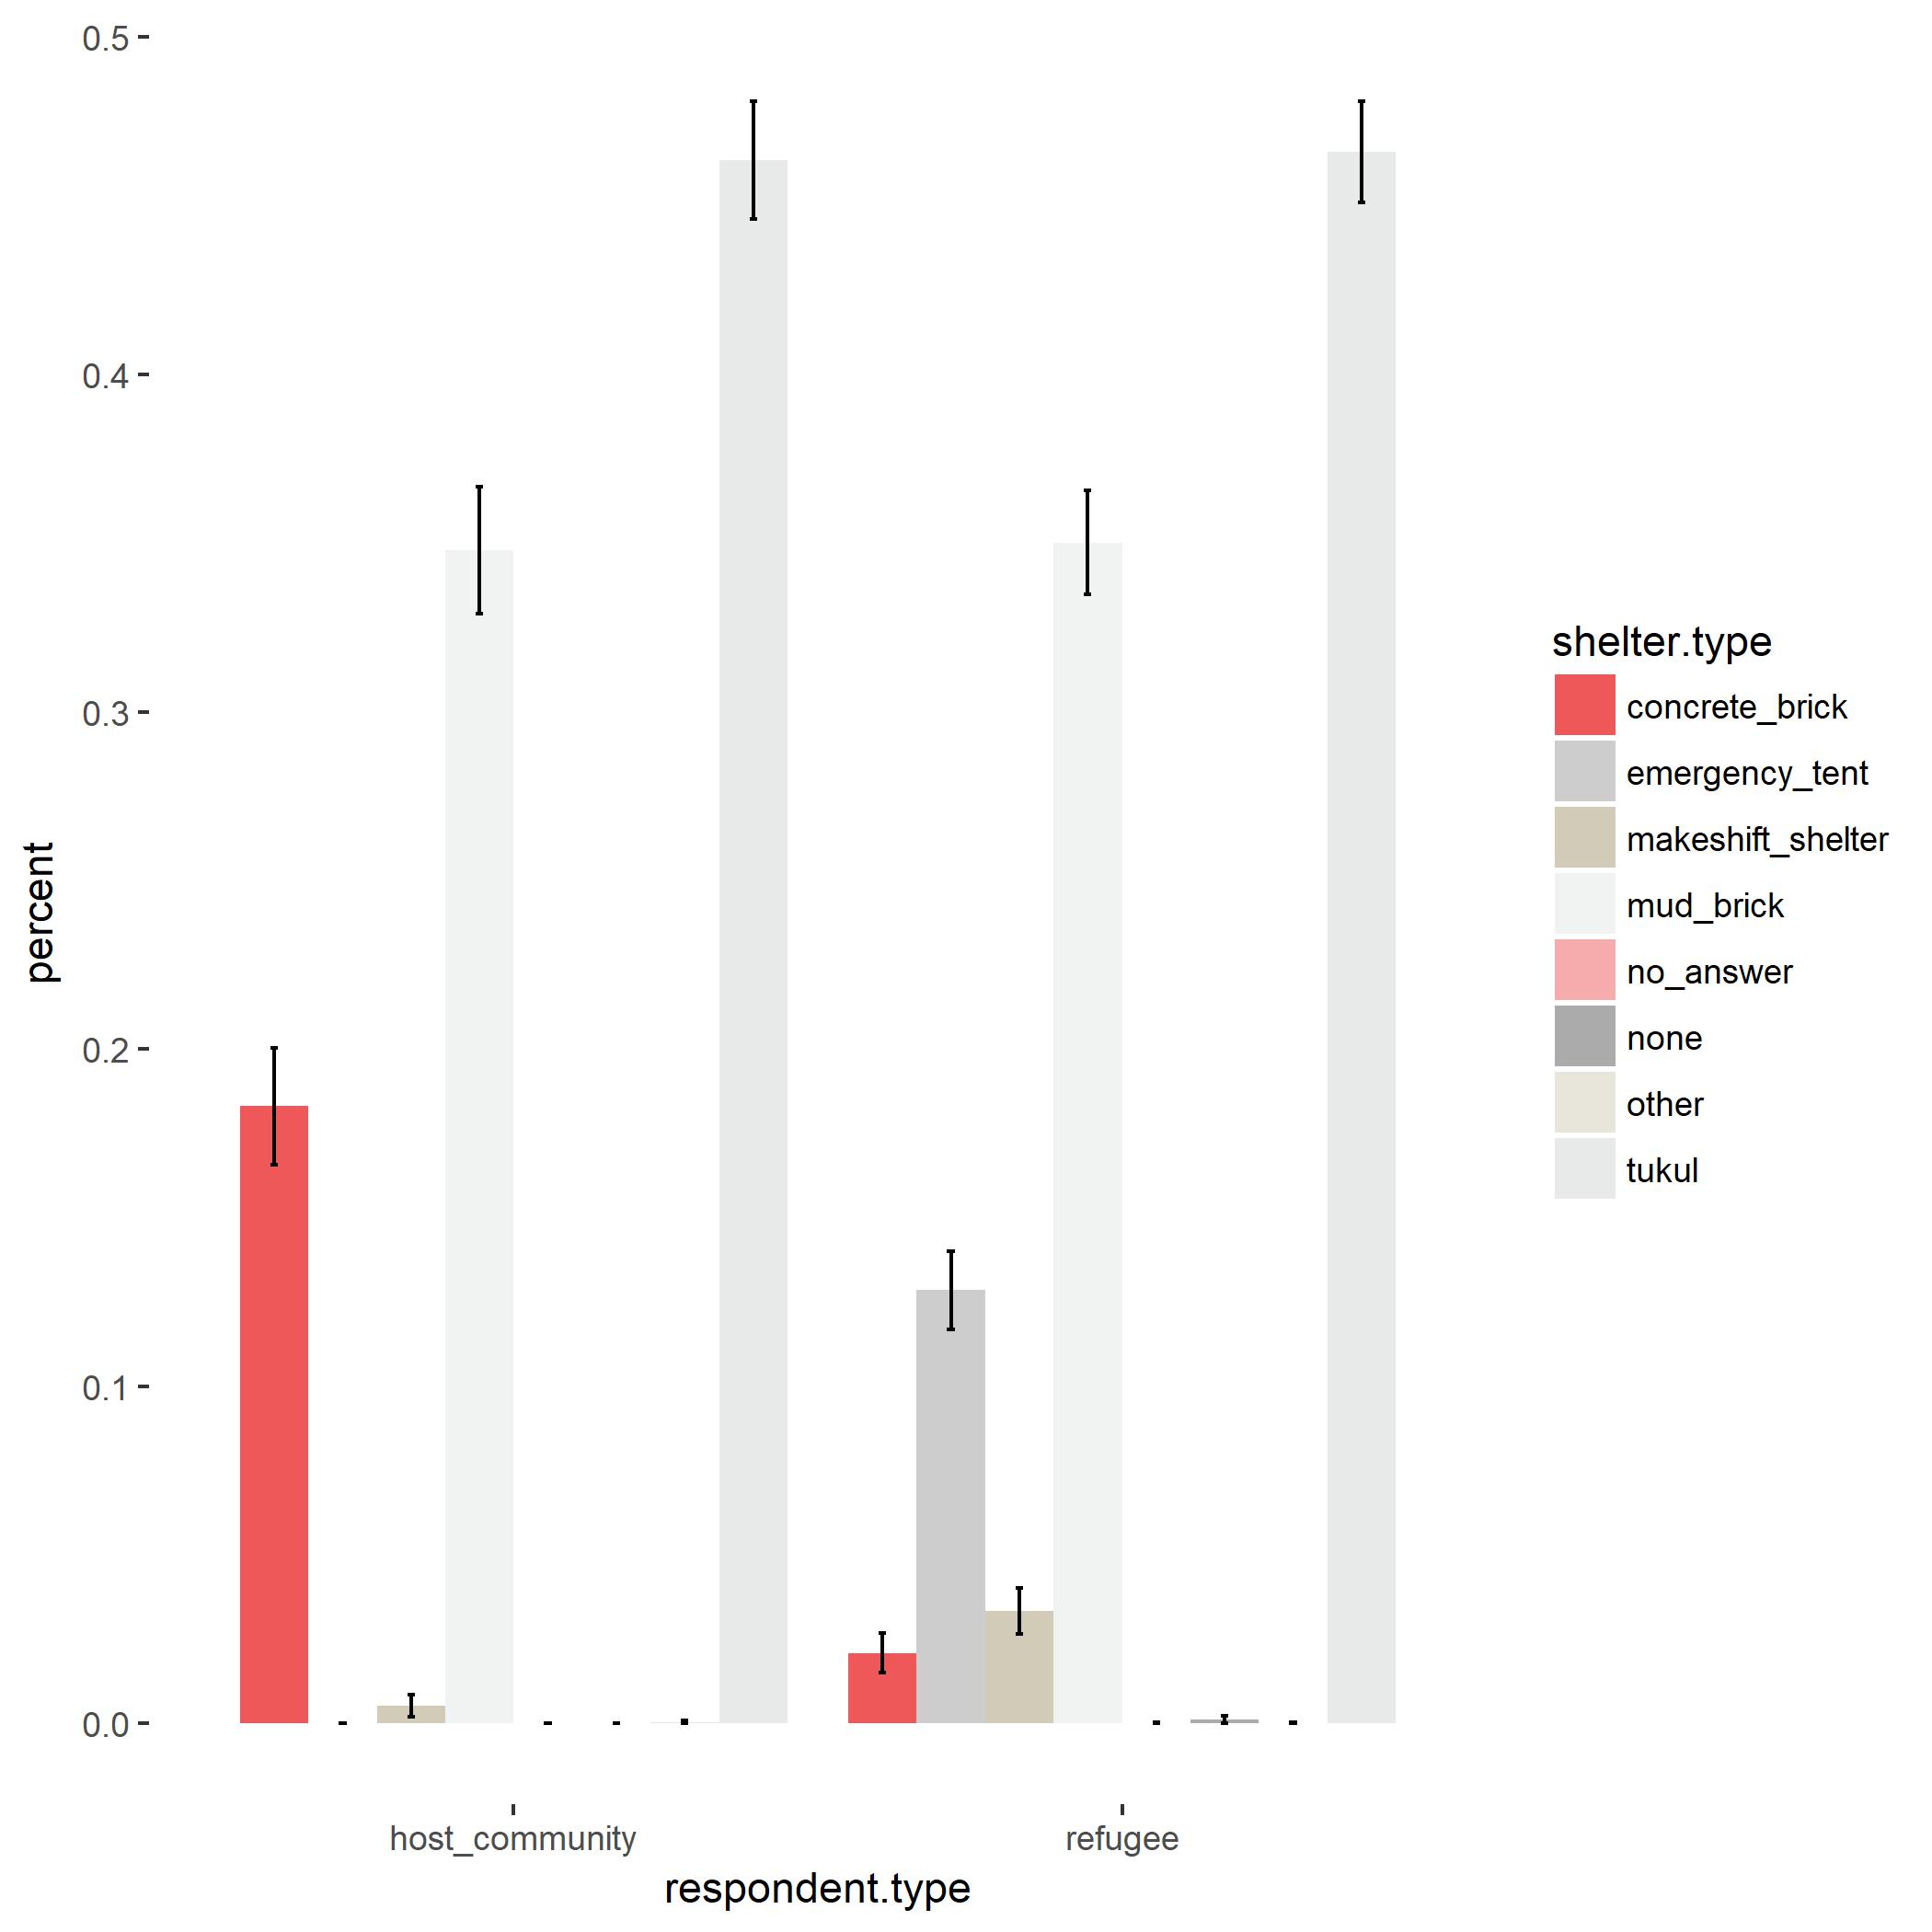 0.5
0.4
0.3
0.2
0.1
0.0
percent
host_community
refugee
respondent.type
shelter.type
concrete_brick
emergency_tent
makeshift_shelter
mud_brick
no_answer
none
other
tukul